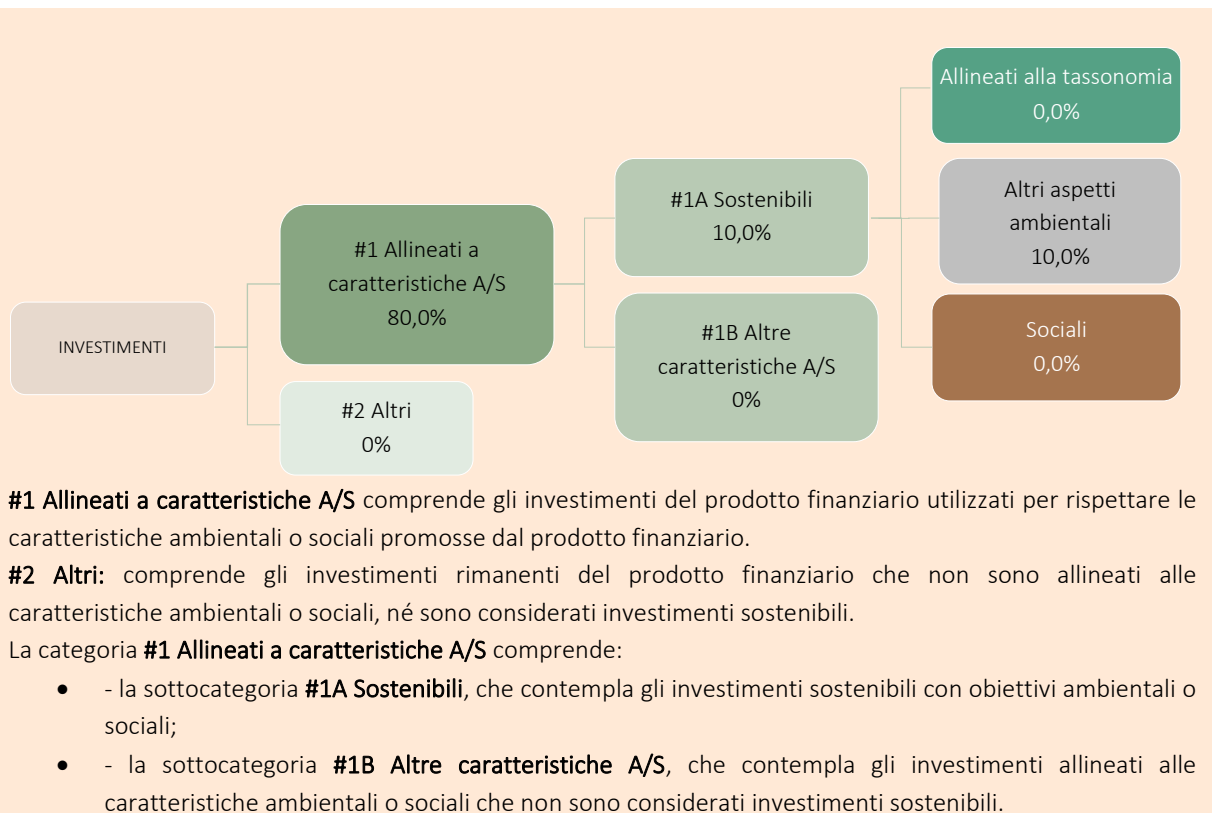 INVESTIMENTI
#1 Allineati a
caratteristiche A/S
80,0%
#2 Altri
0%
#1A Sostenibili
10,0%
#1B Altre
caratteristiche A/S
0%
Allineati alla tassonomia
0,0%
Altri aspetti
ambientali
10,0%
Sociali
0,0%
#1 Allineati a caratteristiche A/S comprende gli investimenti del prodotto finanziario utilizzati per rispettare le
caratteristiche ambientali o sociali promosse dal prodotto finanziario.
#2 Altri: comprende gli investimenti rimanenti del prodotto finanziario che non sono allineati alle
caratteristiche ambientali o sociali, né sono considerati investimenti sostenibili.
La categoria #1 Allineati a caratteristiche A/S comprende:
• - la sottocategoria #1A Sostenibili, che contempla gli investimenti sostenibili con obiettivi ambientali o
sociali;
• - la sottocategoria #1B Altre caratteristiche A/S, che contempla gli investimenti allineati alle
caratteristiche ambientali o sociali che non sono considerati investimenti sostenibili.